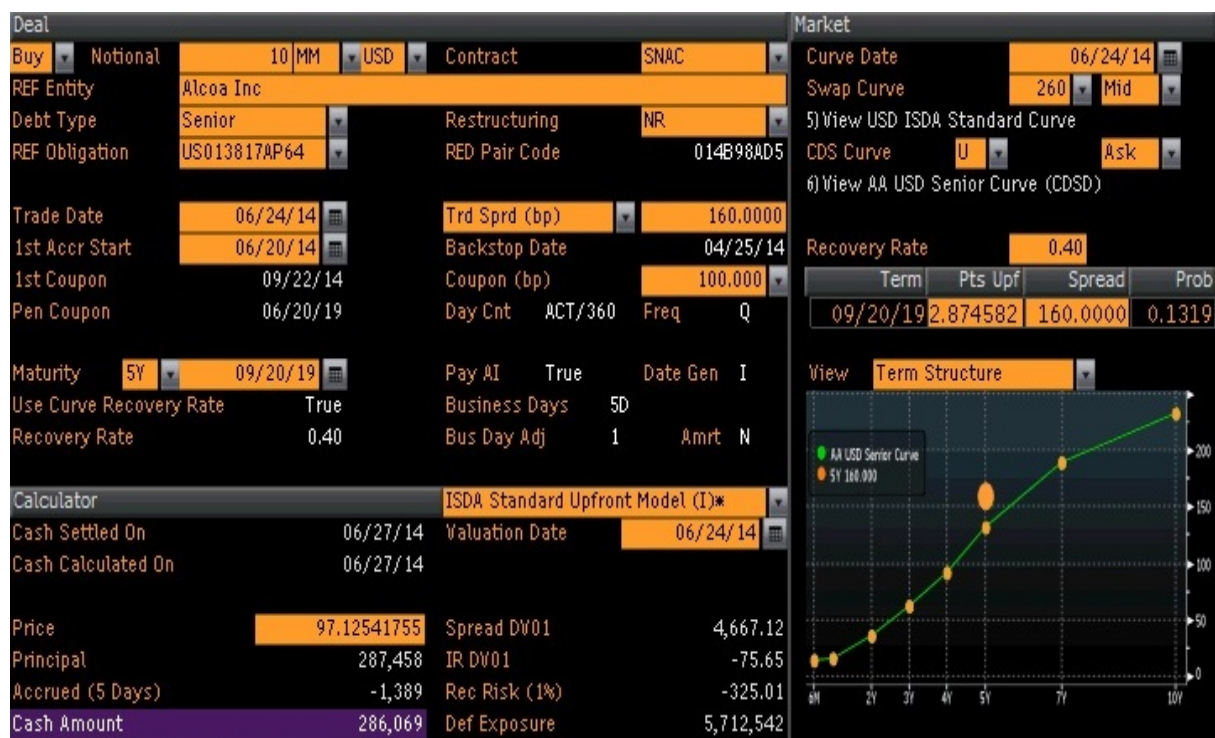 Deal
Buy Notional 10 MM USD Contract SNAC
REF Entity Alcoa Inc
Debt Type Senior Restructuring NR
REF Obligation US013817AP64 RED Pair Code 014B98AD5
Trade Date 06/24/14 Trd Sprd (bp) 160.0000
1st Accr Start 06/20/14 Backstop Date 04/25/14
1st Coupon 09/22/14 Coupon (bp) 100.000
Pen Coupon 06/20/19 Day Cnt ACT/360 Freq Q
Maturity 5Y 09/20/19 Pay AI True Date Gen I
Use Curve Recovery Rate True Business Days 5D
Recovery Rate 0.40 Bus Day Adj 1 Amrt N
Market
Curve Date 06/24/14
Swap Curve 260 Mid
5) View USD ISDA Standard Curve
CDS Curve U Ask
6) View AA USD Senior Curve (CDSD)
Recovery Rate 0.40
Term Pts Upf Spread Prob
09/20/19 2.874582 160.0000 0.1319
View Term Structure
AA USD Senior Curve
5Y 160.000
200
150
100
50
0
6M 2Y 3Y 4Y 5Y 7Y 10Y
Calculator ISDA Standard Upfront Model (I)*
Cash Settled On 06/27/14 Valuation Date 06/24/14
Cash Calculated On 06/27/14
Price 97.12541755 Spread DV01 4,667.12
Principal 287,458 IR DV01 -75.65
Accrued (5 Days) -1,389 Rec Risk (1%) -325.01
Cash Amount 286,069 Def Exposure 5,712,542